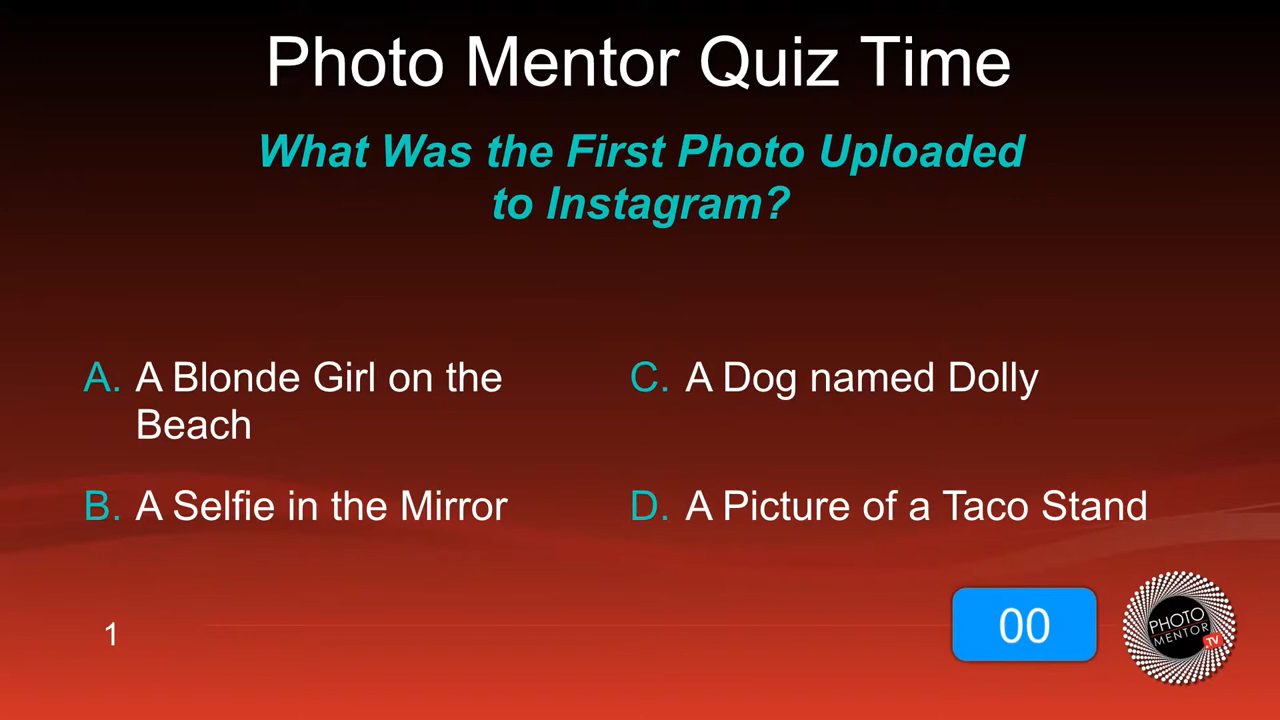 Photo Mentor Quiz Time
What Was the First Photo Uploaded
to Instagram?
A. A Blonde Girl on the
Beach
B. A Selfie in the Mirror
C. A Dog named Dolly
D. A Picture of a Taco Stand
1
00
PHOTO
MENTOR
TV